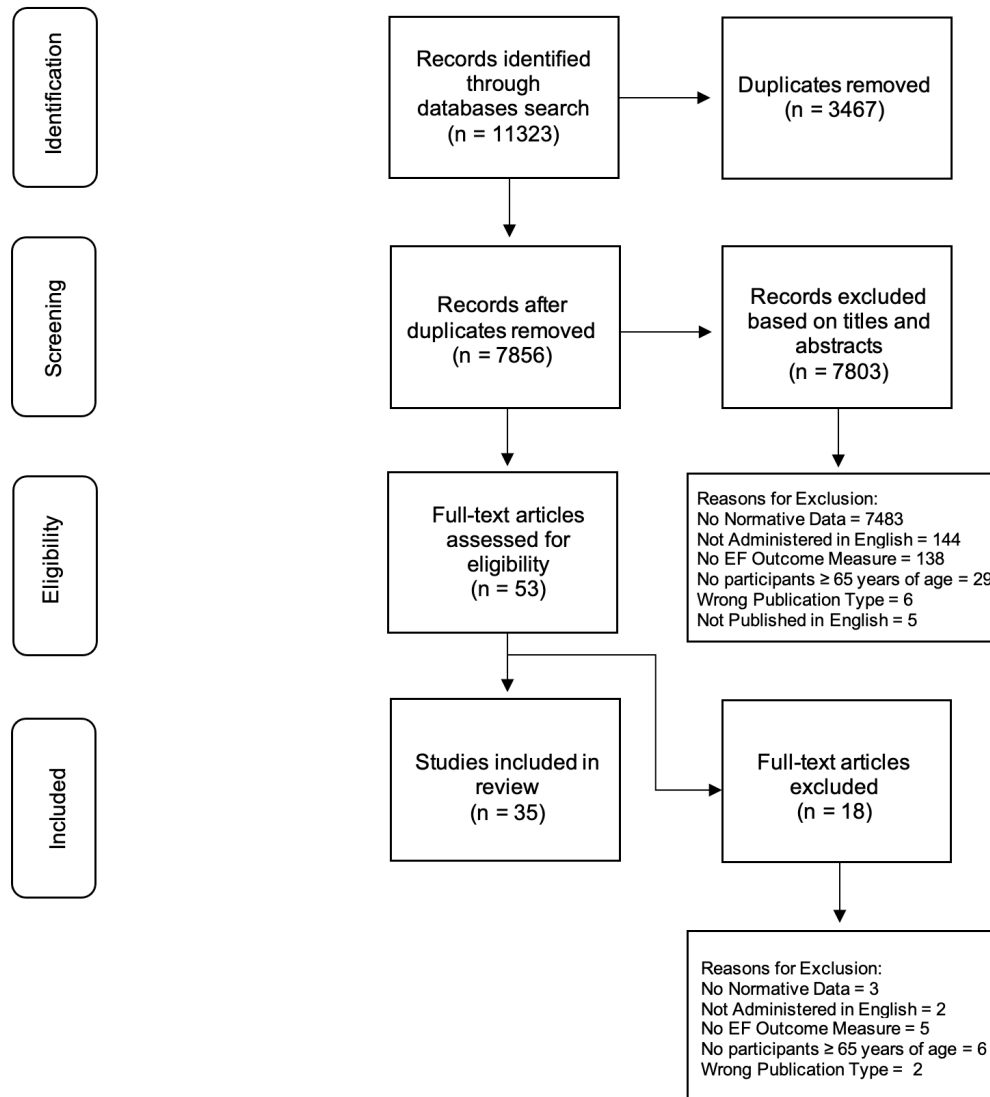 Identification
Records identified
through
databases search
(n = 11323)
Duplicates removed
(n = 3467)
Screening
Records after
duplicates removed
(n = 7856)
Records excluded
based on titles and
abstracts
(n = 7803)
Eligibility
Full-text articles
assessed for
eligibility
(n = 53)
Reasons for Exclusion:
No Normative Data = 7483
Not Administered in English = 144
No EF Outcome Measure = 138
No participants ≥ 65 years of age = 29
Wrong Publication Type = 6
Not Published in English = 5
Included
Studies included in
review
(n = 35)
Full-text articles
excluded
(n = 18)
Reasons for Exclusion:
No Normative Data = 3
Not Administered in English = 2
No EF Outcome Measure = 5
No participants ≥ 65 years of age = 6
Wrong Publication Type = 2